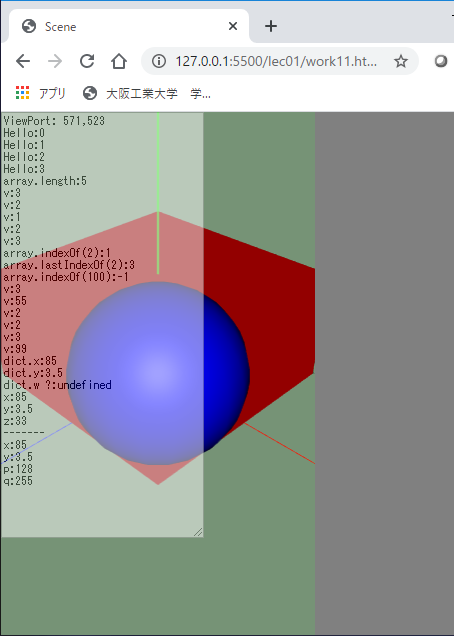 Scene
127.0.0.1:5500/lec01/work11.ht...
アプリ
大阪工業大学 学...
ViewPort: 571,523
Hello:0
Hello:1
Hello:2
Hello:3
array.length:5
v:3
v:2
v:1
v:2
v:3
array.indexOf(2):1
array.lastIndexOf(2):3
array.indexOf(100):-1
v:3
v:55
v:2
v:2
v:3
v:99
dict.x:85
dict.y:3.5
dict.w ?:undefined
x:85
y:3.5
z:33
-------
x:85
y:3.5
p:128
q:255